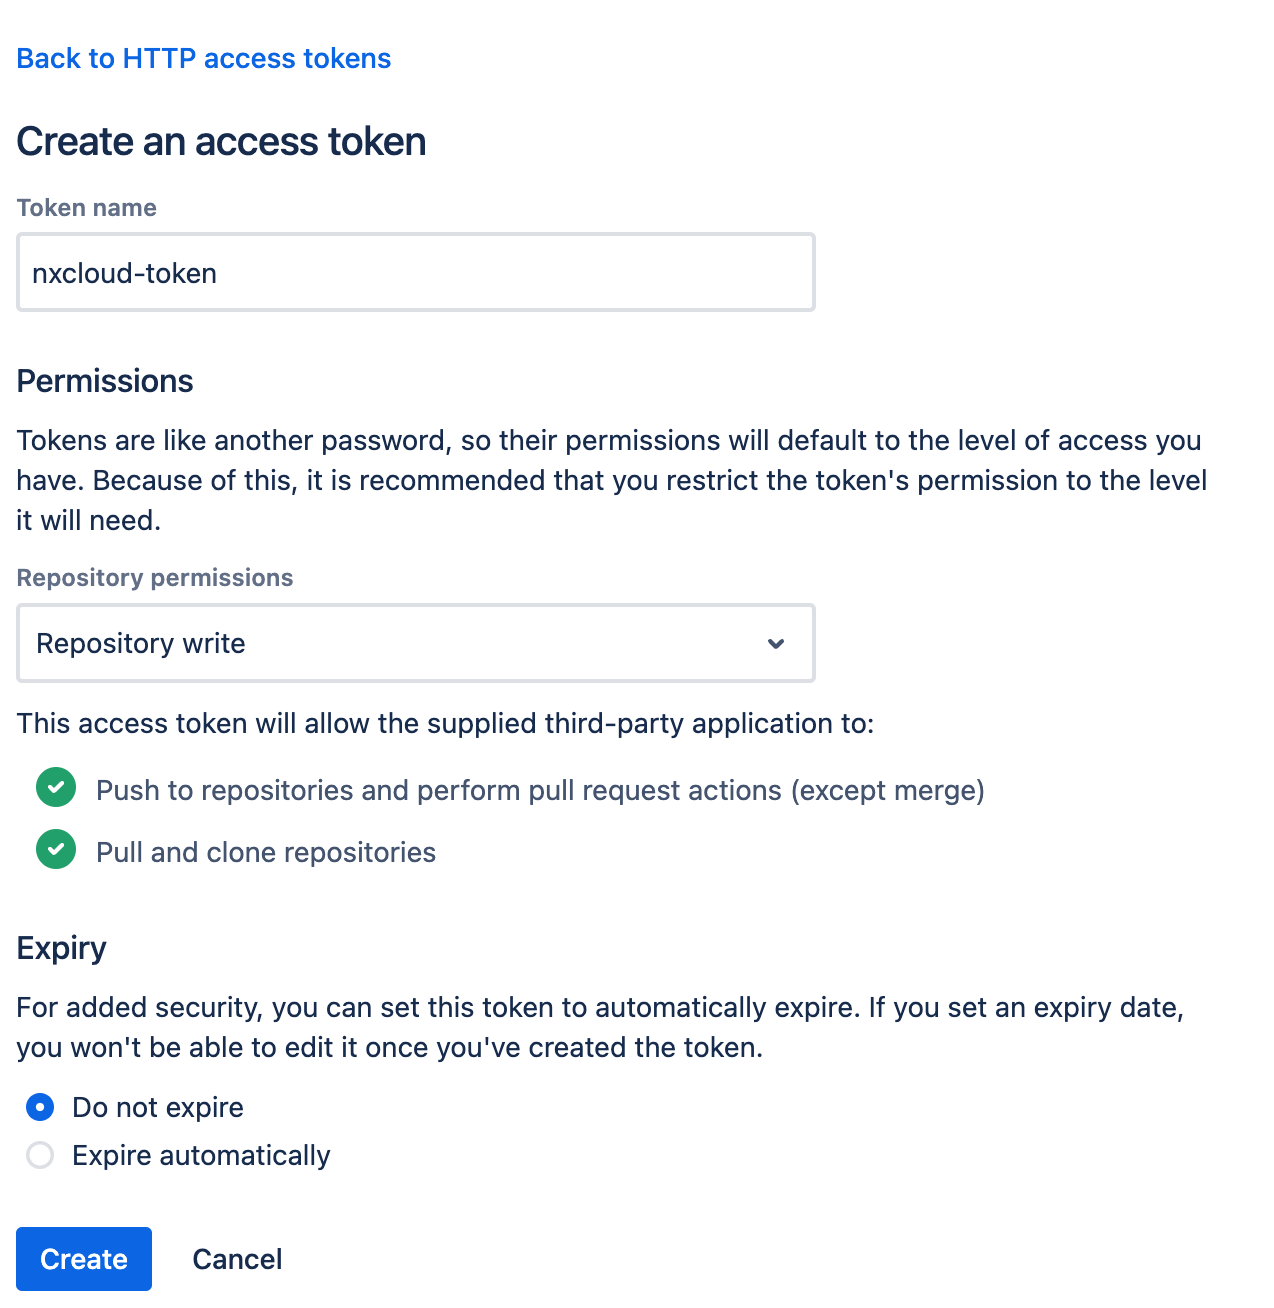 Back to HTTP access tokens
Create an access token
Token name
nxcloud-token
Permissions
Tokens are like another password, so their permissions will default to the level of access you
have. Because of this, it is recommended that you restrict the token's permission to the level
it will need.
Repository permissions
Repository write
This access token will allow the supplied third-party application to:
Push to repositories and perform pull request actions (except merge)
Pull and clone repositories
Expiry
For added security, you can set this token to automatically expire. If you set an expiry date,
you won't be able to edit it once you've created the token.
Do not expire
Expire automatically
Create Cancel